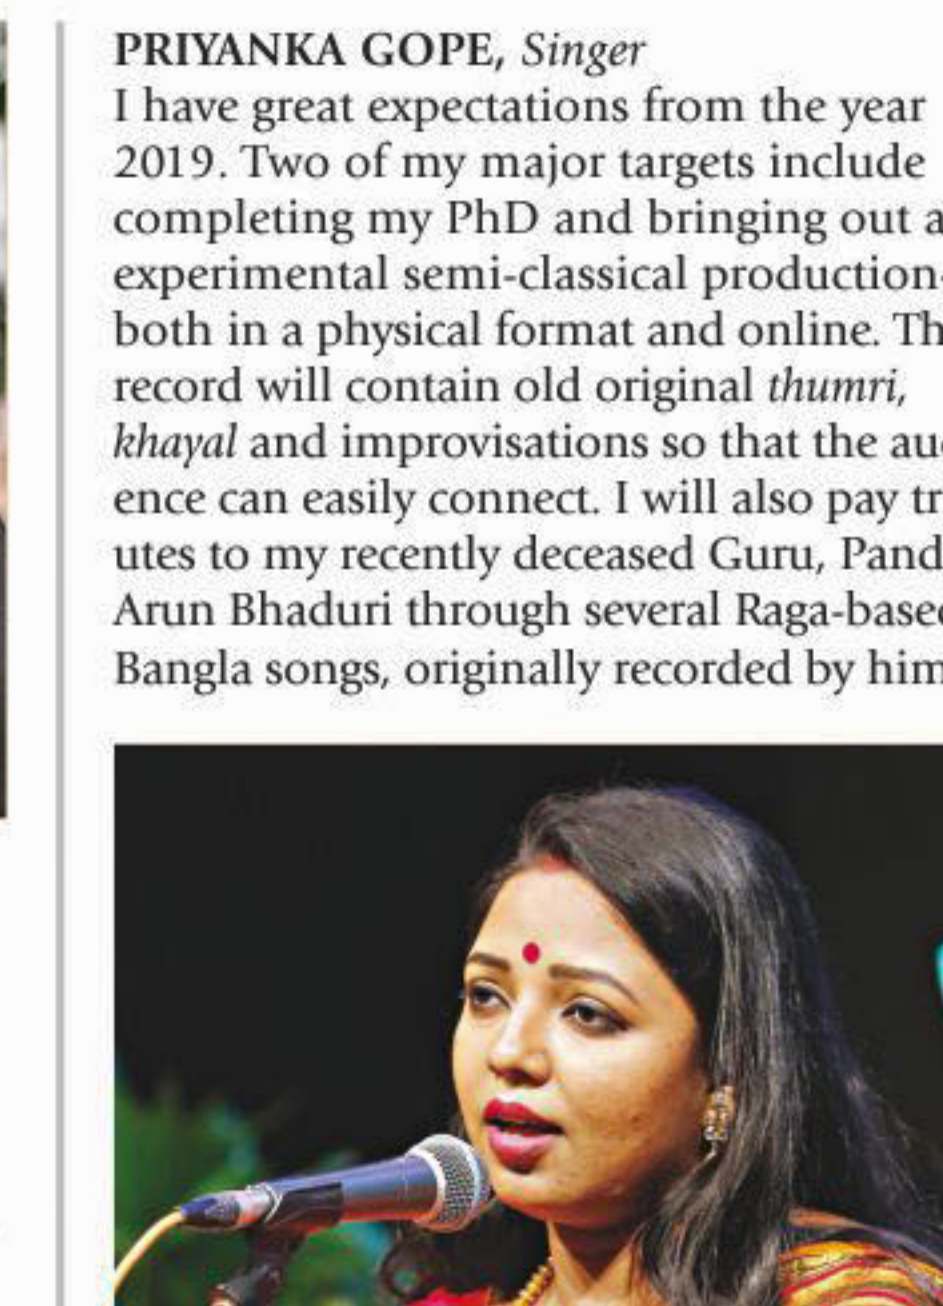 PRIYANKA GOPE, Singer
I have great expectations from the year
2019. Two of my major targets include
completing my PhD and bringing out a
experimental semi-classical production-
both in a physical format and online. Th
record will contain old original thumri,
khayal and improvisations so that the au
ence can easily connect. I will also pay tr
utes to my recently deceased Guru, Pand
Arun Bhaduri through several Raga-based
Bangla songs, originally recorded by him